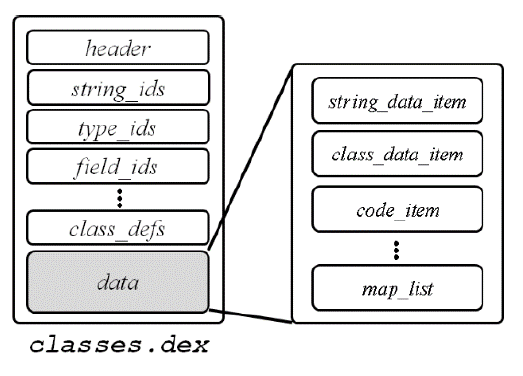 header
string_ids
type_ids
field_ids
class_defs
data
classes.dex
string_data_item
class_data_item
code_item
map_list